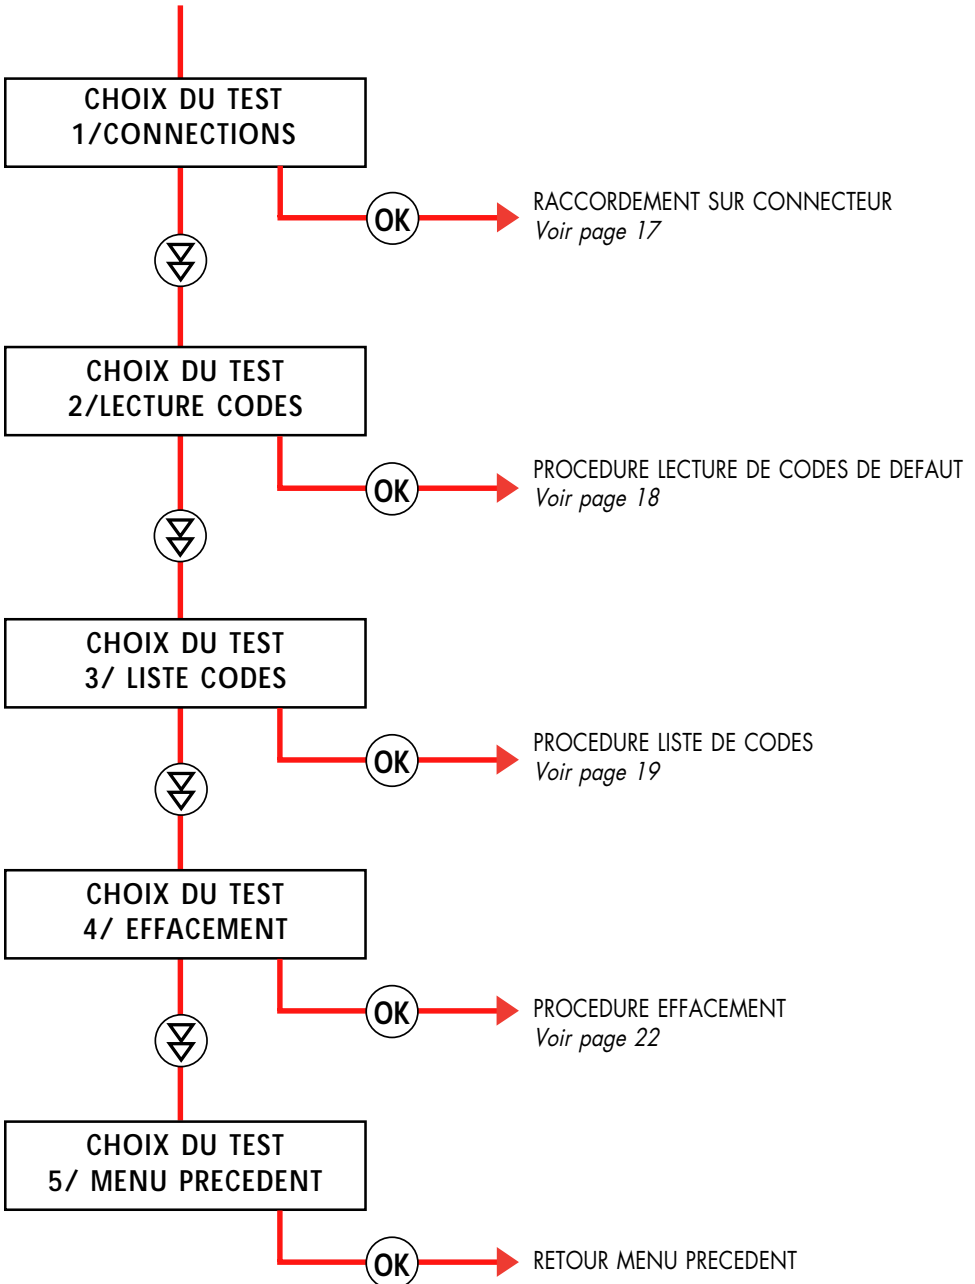 CHOIX DU TEST
1/CONNECTIONS
OK
RACCORDEMENT SUR CONNECTEUR
Voir page 17
CHOIX DU TEST
2/LECTURE CODES
OK
PROCEDURE LECTURE DE CODES DE DEFAUT
Voir page 18
CHOIX DU TEST
3/ LISTE CODES
OK
PROCEDURE LISTE DE CODES
Voir page 19
CHOIX DU TEST
4/ EFFACEMENT
OK
PROCEDURE EFFACEMENT
Voir page 22
CHOIX DU TEST
5/ MENU PRECEDENT
OK
RETOUR MENU PRECEDENT